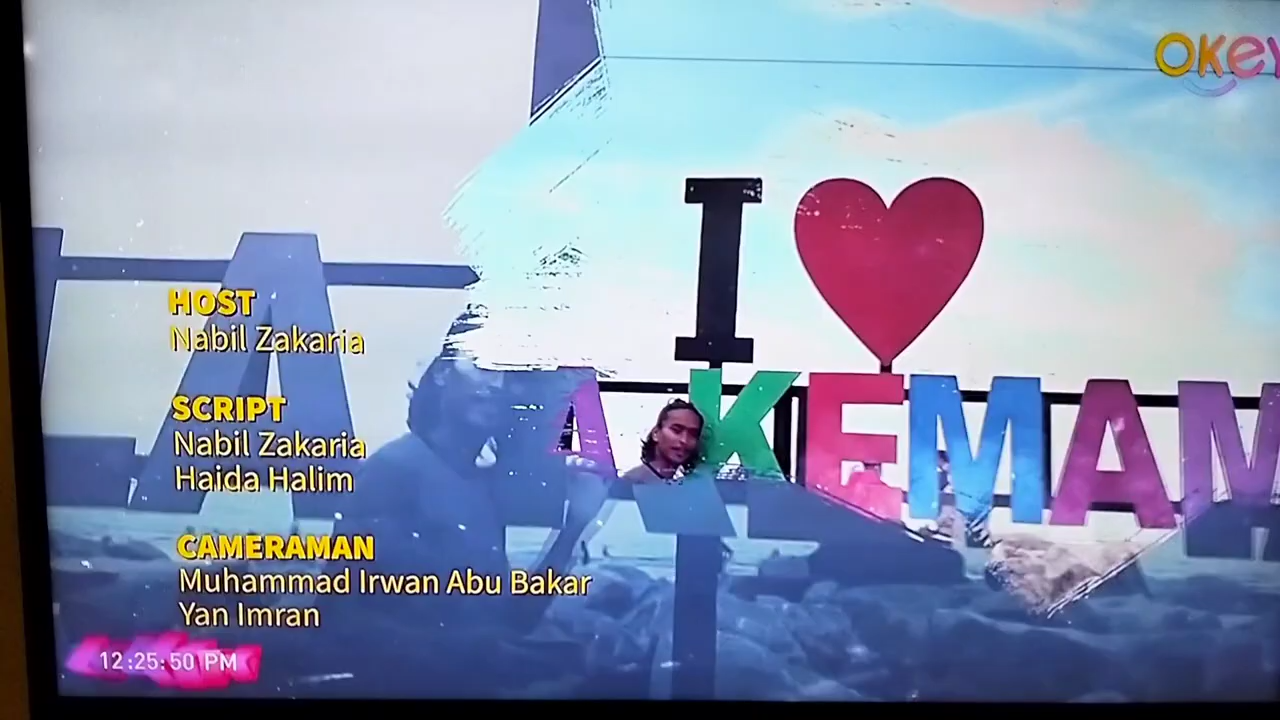 OKey
I
A KEMAM
A
HOST
Nabil Zakaria
SCRIPT
Nabil Zakaria
Haida Halim
CAMERAMAN
Muhammad Irwan Abu Bakar
Yan Imran
12:25:50 PM